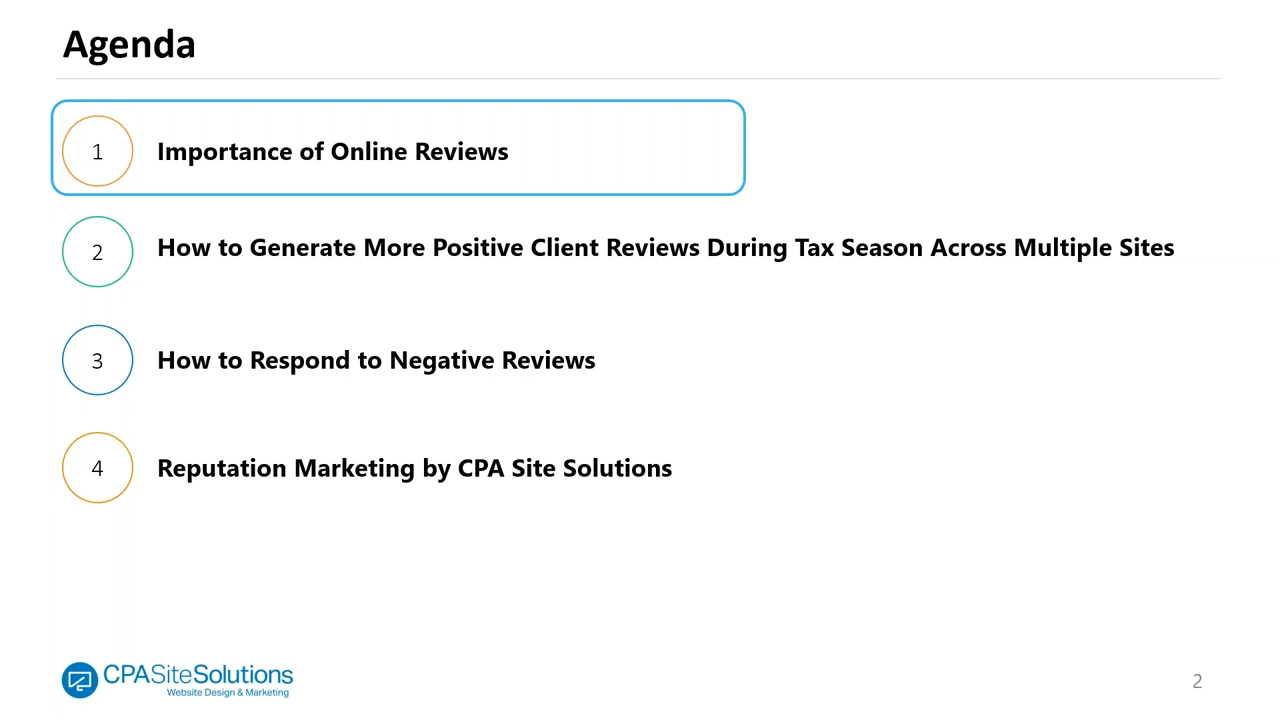 Agenda
1
Importance of Online Reviews
2
How to Generate More Positive Client Reviews During Tax Season Across Multiple Sites
3
How to Respond to Negative Reviews
4
Reputation Marketing by CPA Site Solutions
CPASiteSolutions
Website Design & Marketing
2